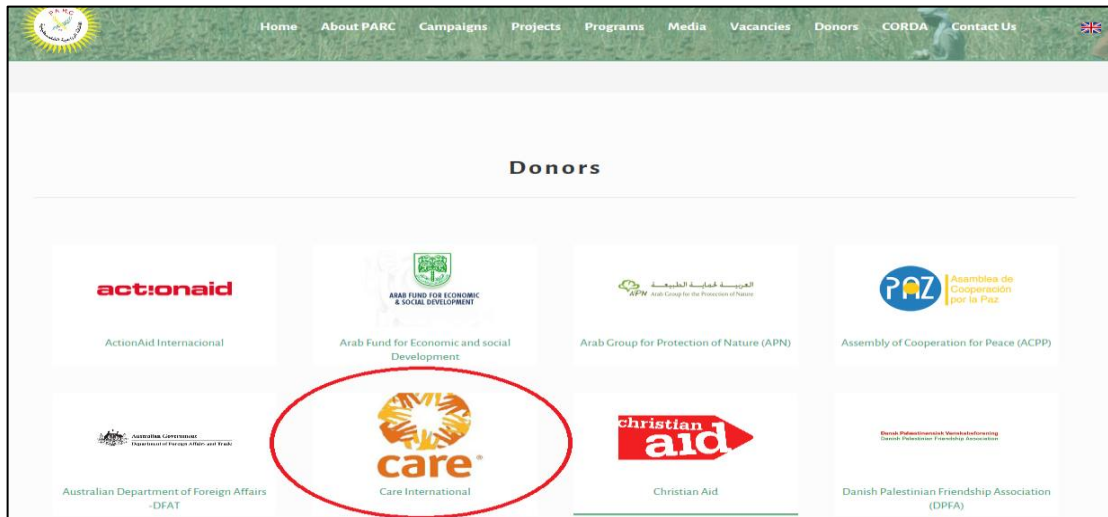 P.A.R.C
Home About PARC Campaigns Projects Programs Media Vacancies Donors CORDA Contact Us
Donors
act:onaid
ARAB FUND FOR ECONOMIC
& SOCIAL DEVELOPMENT
العربية لحماية الطبيعة
APN Arab Group for the Protection of Nature
PAZ
Asamblea de
Cooperación
por la Paz
ActionAid Internacional
Arab Fund for Economic and social
Development
Arab Group for Protection of Nature (APN)
Assembly of Cooperation for Peace (ACPP)
Australian Government
Department of Foreign Affairs and Trade
care®
christian
aid
Dansk Palæstinensisk Venskabsforening
Danish Palestinian Friendship Association
Australian Department of Foreign Affairs
-DFAT
Care International
Christian Aid
Danish Palestinian Friendship Association
(DPFA)